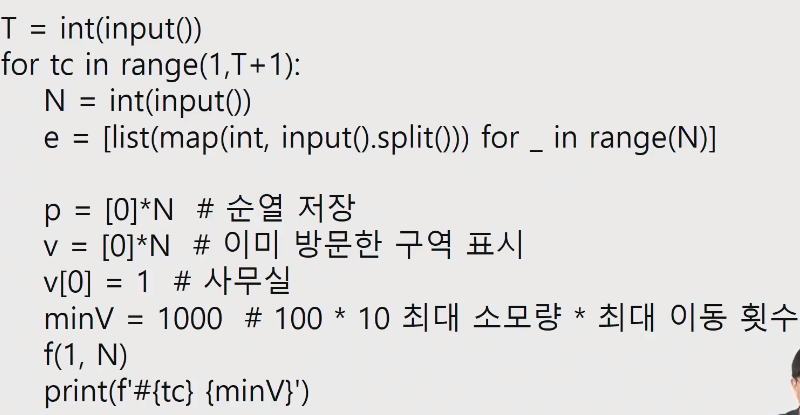 T = int(input())
for tc in range(1,T+1):
    N = int(input())
    e = [list(map(int, input().split())) for _ in range(N)]
    p = [0]*N  # 순열 저장
    v = [0]*N  # 이미 방문한 구역 표시
    v[0] = 1  # 사무실
    minV = 1000  # 100 * 10 최대 소모량 * 최대 이동 횟수
    f(1, N)
    print(f'#{tc} {minV}')